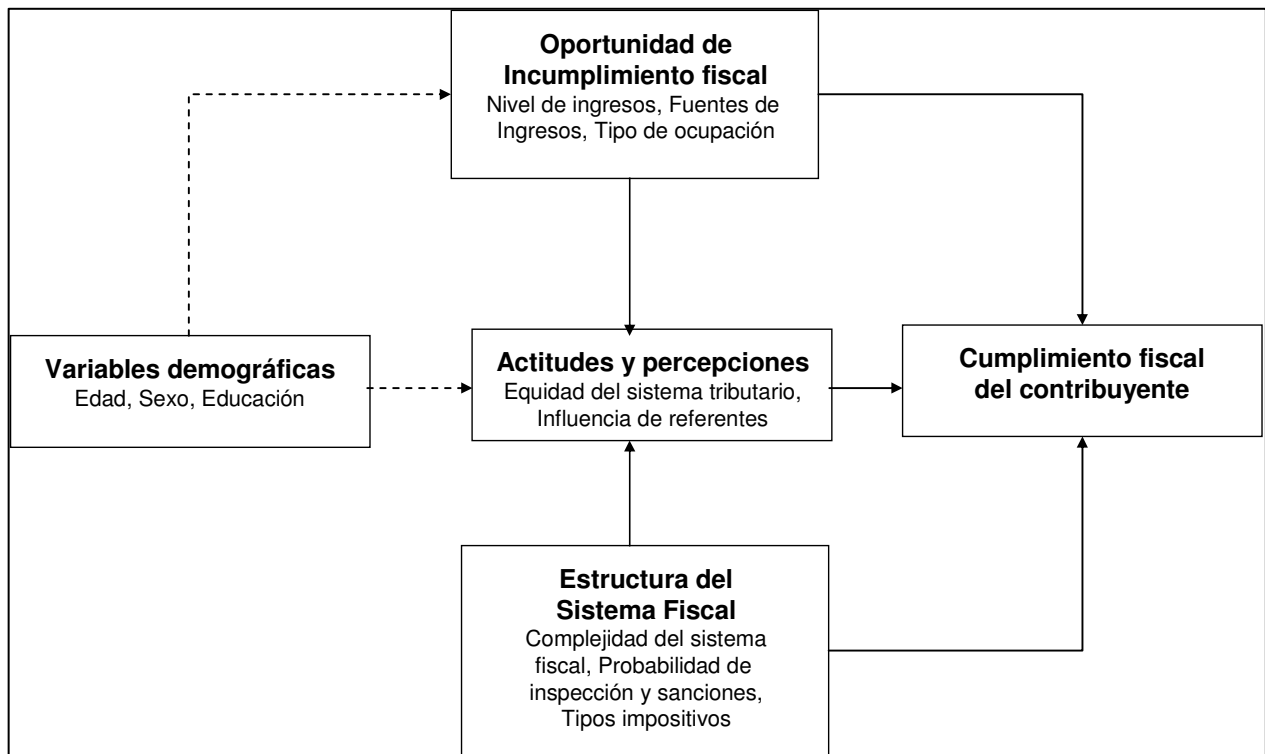 Oportunidad de
Incumplimiento fiscal
Nivel de ingresos, Fuentes de
Ingresos, Tipo de ocupación
Variables demográficas
Edad, Sexo, Educación
Actitudes y percepciones
Equidad del sistema tributario,
Influencia de referentes
Cumplimiento fiscal
del contribuyente
Estructura del
Sistema Fiscal
Complejidad del sistema
fiscal, Probabilidad de
inspección y sanciones,
Tipos impositivos